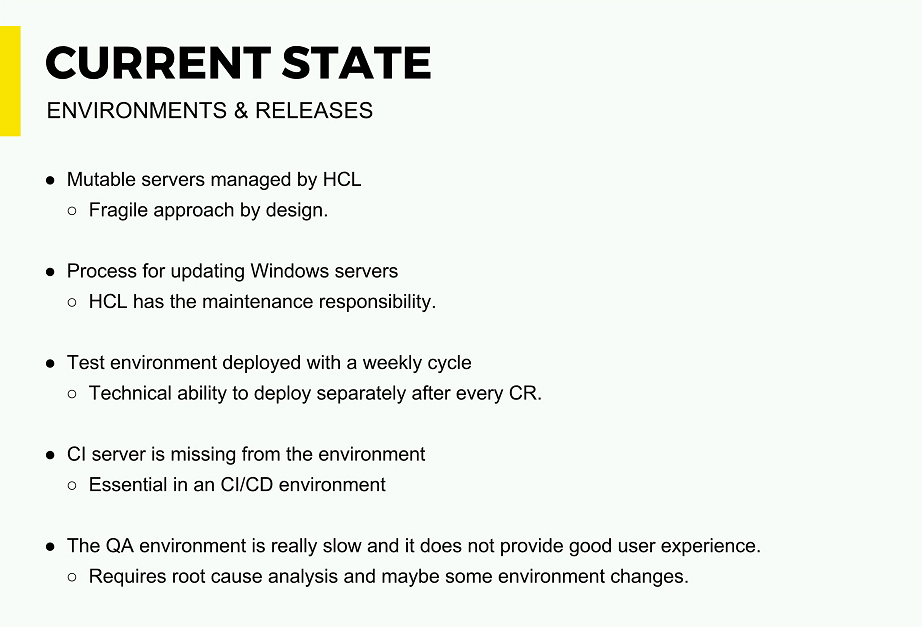 CURRENT STATE
ENVIRONMENTS & RELEASES
● Mutable servers managed by HCL
○ Fragile approach by design.
● Process for updating Windows servers
○ HCL has the maintenance responsibility.
● Test environment deployed with a weekly cycle
○ Technical ability to deploy separately after every CR.
● CI server is missing from the environment
○ Essential in an CI/CD environment
● The QA environment is really slow and it does not provide good user experience.
○ Requires root cause analysis and maybe some environment changes.